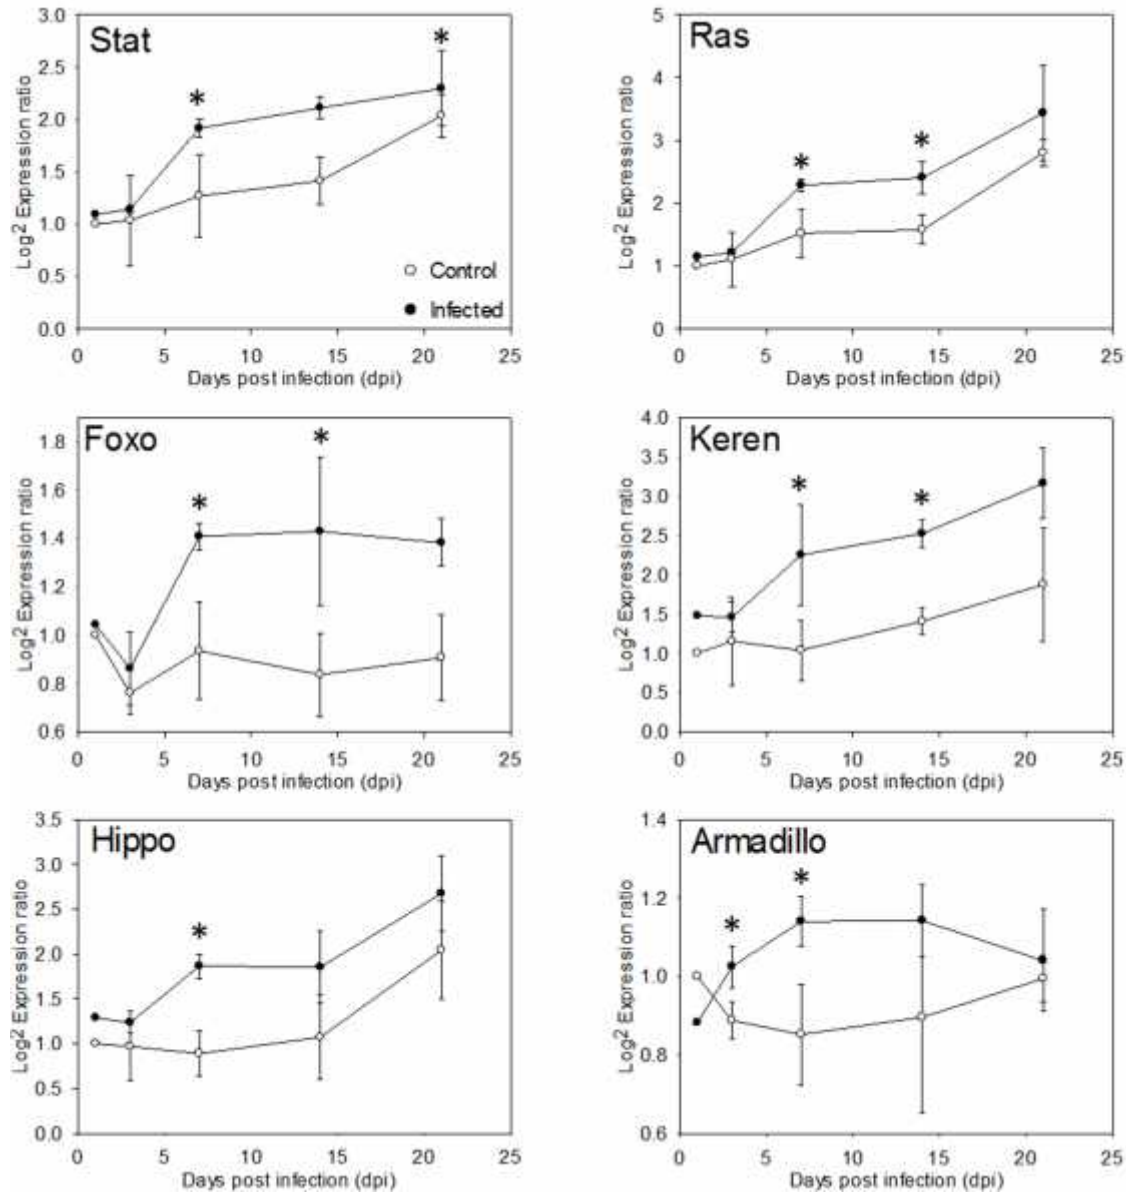 Stat
*
*
Log² Expression ratio
3.0
2.5
2.0
1.5
1.0
0.5
0.0
Control
Infected
0 5 10 15 20 25
Days post infection (dpi)
Ras
*
*
Log² Expression ratio
5
4
3
2
1
0
0 5 10 15 20 25
Days post infection (dpi)
Foxo
*
*
Log² Expression ratio
1.8
1.6
1.4
1.2
1.0
0.8
0.6
0 5 10 15 20 25
Days post infection (dpi)
Keren
*
*
Log² Expression ratio
4.0
3.5
3.0
2.5
2.0
1.5
1.0
0.5
0.0
0 5 10 15 20 25
Days post infection (dpi)
Hippo
*
Log² Expression ratio
3.5
3.0
2.5
2.0
1.5
1.0
0.5
0.0
0 5 10 15 20 25
Days post infection (dpi)
Armadillo
*
*
Log² Expression ratio
1.4
1.2
1.0
0.8
0.6
0 5 10 15 20 25
Days post infection (dpi)